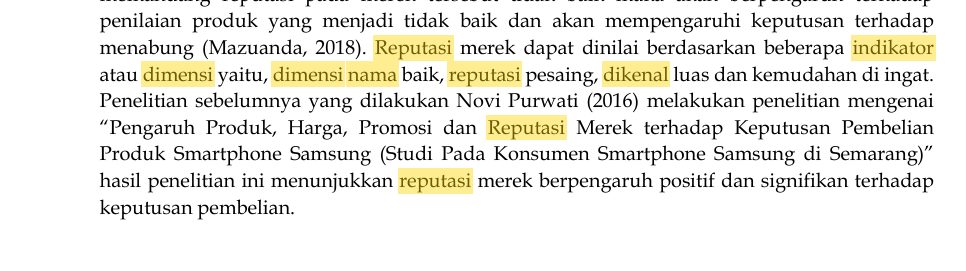 penilaian produk yang menjadi tidak baik dan akan mempengaruhi keputusan terhadap
menabung (Mazuanda, 2018). Reputasi merek dapat dinilai berdasarkan beberapa indikator
atau dimensi yaitu, dimensi nama baik, reputasi pesaing, dikenal luas dan kemudahan di ingat.
Penelitian sebelumnya yang dilakukan Novi Purwati (2016) melakukan penelitian mengenai
“Pengaruh Produk, Harga, Promosi dan Reputasi Merek terhadap Keputusan Pembelian
Produk Smartphone Samsung (Studi Pada Konsumen Smartphone Samsung di Semarang)”
hasil penelitian ini menunjukkan reputasi merek berpengaruh positif dan signifikan terhadap
keputusan pembelian.